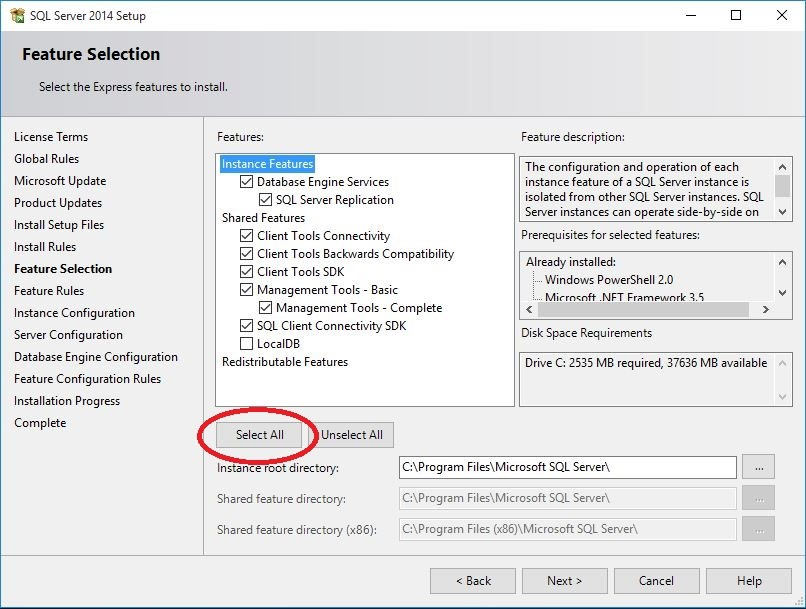 SQL Server 2014 Setup
Feature Selection
Select the Express features to install.
License Terms
Global Rules
Microsoft Update
Product Updates
Install Setup Files
Install Rules
Feature Selection
Feature Rules
Instance Configuration
Server Configuration
Database Engine Configuration
Feature Configuration Rules
Installation Progress
Complete
Features:
Instance Features
Database Engine Services
SQL Server Replication
Shared Features
Client Tools Connectivity
Client Tools Backwards Compatibility
Client Tools SDK
Management Tools - Basic
Management Tools - Complete
SQL Client Connectivity SDK
LocalDB
Redistributable Features
Feature description:
The configuration and operation of each
instance feature of a SQL Server instance is
isolated from other SQL Server instances. SQL
Server instances can operate side-by-side on
Prerequisites for selected features:
Already installed:
Windows PowerShell 2.0
Microsoft .NET Framework 3.5
Disk Space Requirements
Drive C: 2535 MB required, 37636 MB available
Select All
Unselect All
Instance root directory:
C:\Program Files\Microsoft SQL Server\
...
Shared feature directory:
C:\Program Files\Microsoft SQL Server\
...
Shared feature directory (x86):
C:\Program Files (x86)\Microsoft SQL Server\
...
< Back
Next >
Cancel
Help